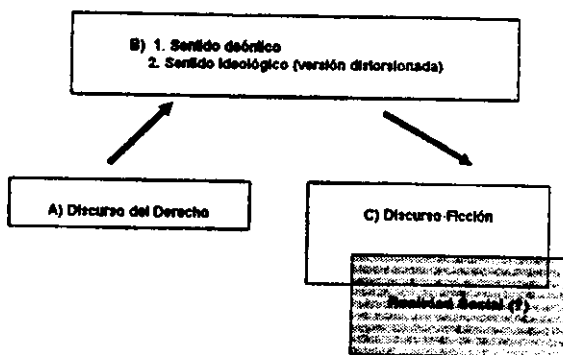 B) 1. Sentido deóntico
2. Sentido Ideológico (versión distorsionada)
A) Discurso del Derecho
C) Discurso-Ficción
Realidad Social (?)